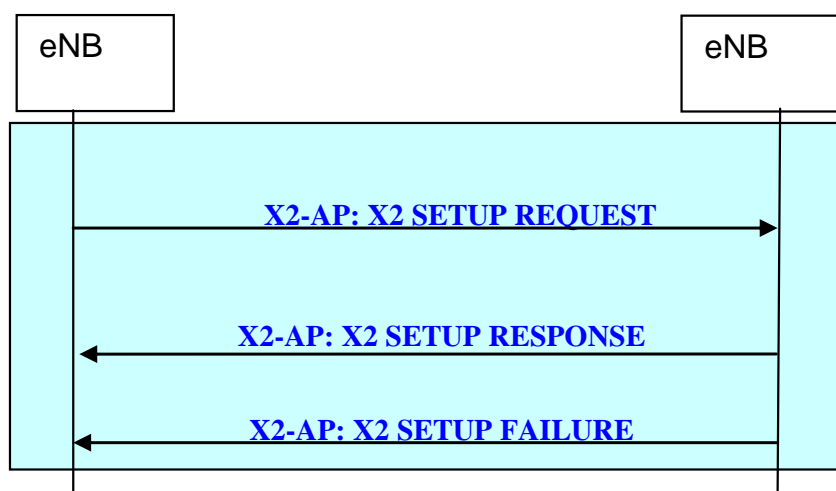 eNB
eNB
X2-AP: X2 SETUP REQUEST
X2-AP: X2 SETUP RESPONSE
X2-AP: X2 SETUP FAILURE